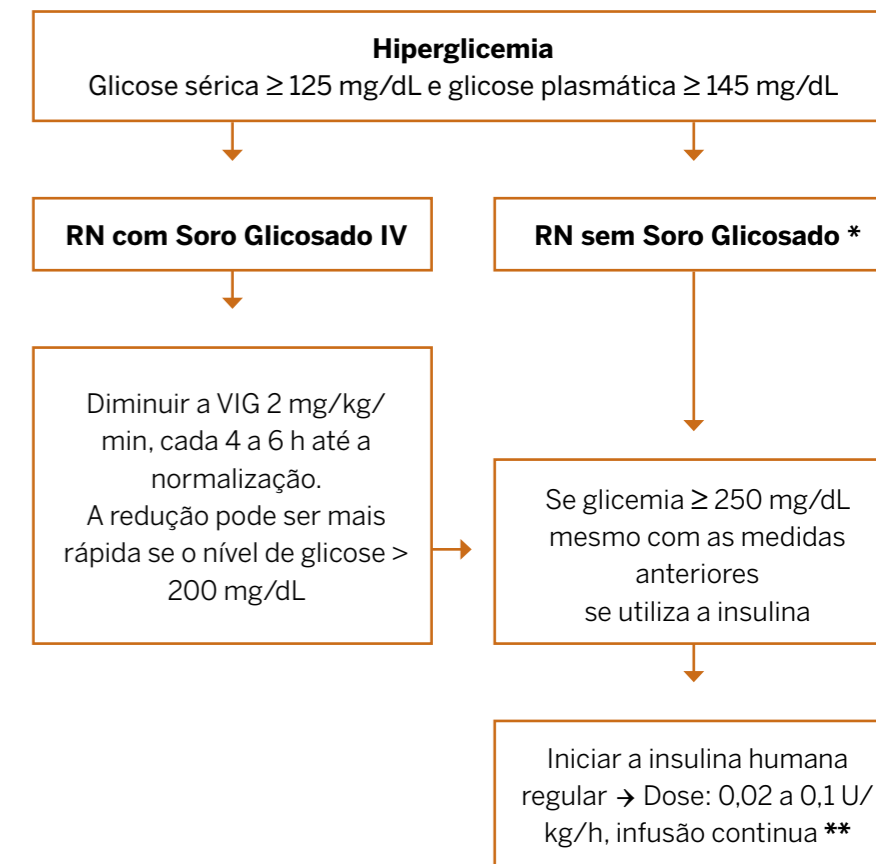 Hiperglicemia
Glicose sérica ≥ 125 mg/dL e glicose plasmática ≥ 145 mg/dL
RN com Soro Glicosado IV
RN sem Soro Glicosado *
Diminuir a VIG 2 mg/kg/
min, cada 4 a 6 h até a
normalização.
A redução pode ser mais
rápida se o nível de glicose >
200 mg/dL
Se glicemia ≥ 250 mg/dL
mesmo com as medidas
anteriores
se utiliza a insulina
Iniciar a insulina humana
regular → Dose: 0,02 a 0,1 U/
kg/h, infusão continua **